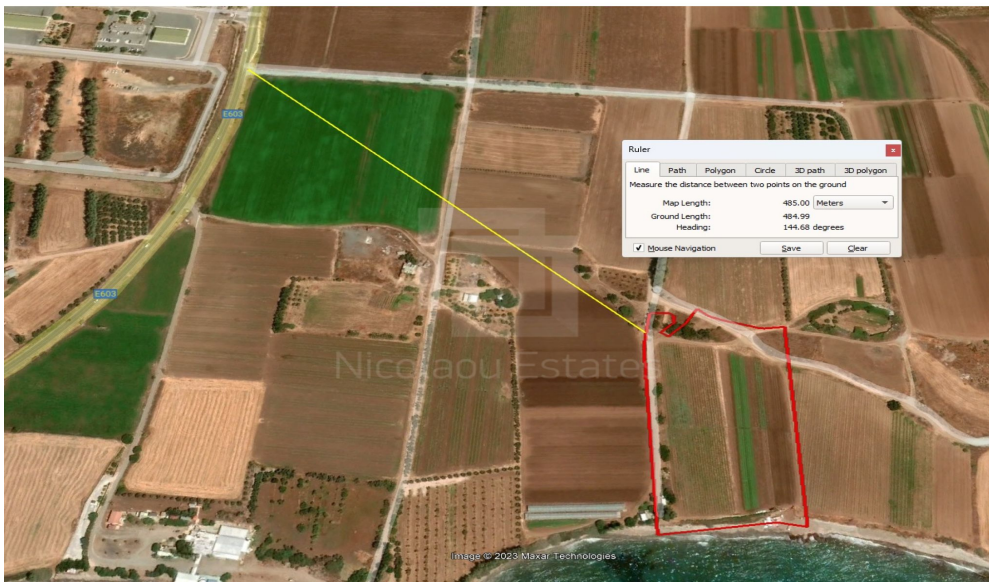 E603
Ruler
Line Path Polygon Circle 3D path 3D polygon
Measure the distance between two points on the ground
Map Length: 485.00 Meters
Ground Length: 484.99
Heading: 144.68 degrees
Mouse Navigation Save Clear
E603
Nicolaou Estates
Image © 2023 Maxar Technologies